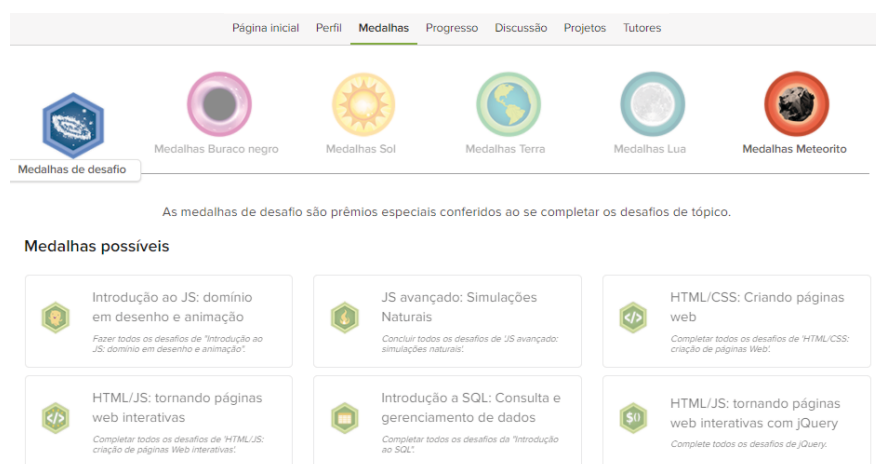 Página inicial Perfil Medalhas Progresso Discussão Projetos Tutores
Medalhas Buraco negro
Medalhas Sol
Medalhas Terra
Medalhas Lua
Medalhas Meteorito
Medalhas de desafio
As medalhas de desafio são prêmios especiais conferidos ao se completar os desafios de tópico.
Medalhas possíveis
Introdução ao JS: domínio
em desenho e animação
Fazer todos os desafios de "Introdução ao
JS: domínio em desenho e animação".
JS avançado: Simulações
Naturais
Concluir todos os desafios de 'JS avançado:
simulações naturais'.
HTML/CSS: Criando páginas
web
Completar todos os desafios de 'HTML/CSS:
criação de páginas Web'.
HTML/JS: tornando páginas
web interativas
Completar todos os desafios de 'HTML/JS:
criação de páginas Web interativas'.
Introdução a SQL: Consulta e
gerenciamento de dados
Completar todos os desafios da "Introdução
ao SQL".
$()
HTML/JS: tornando páginas
web interativas com jQuery
Complete todos os desafios de jQuery.